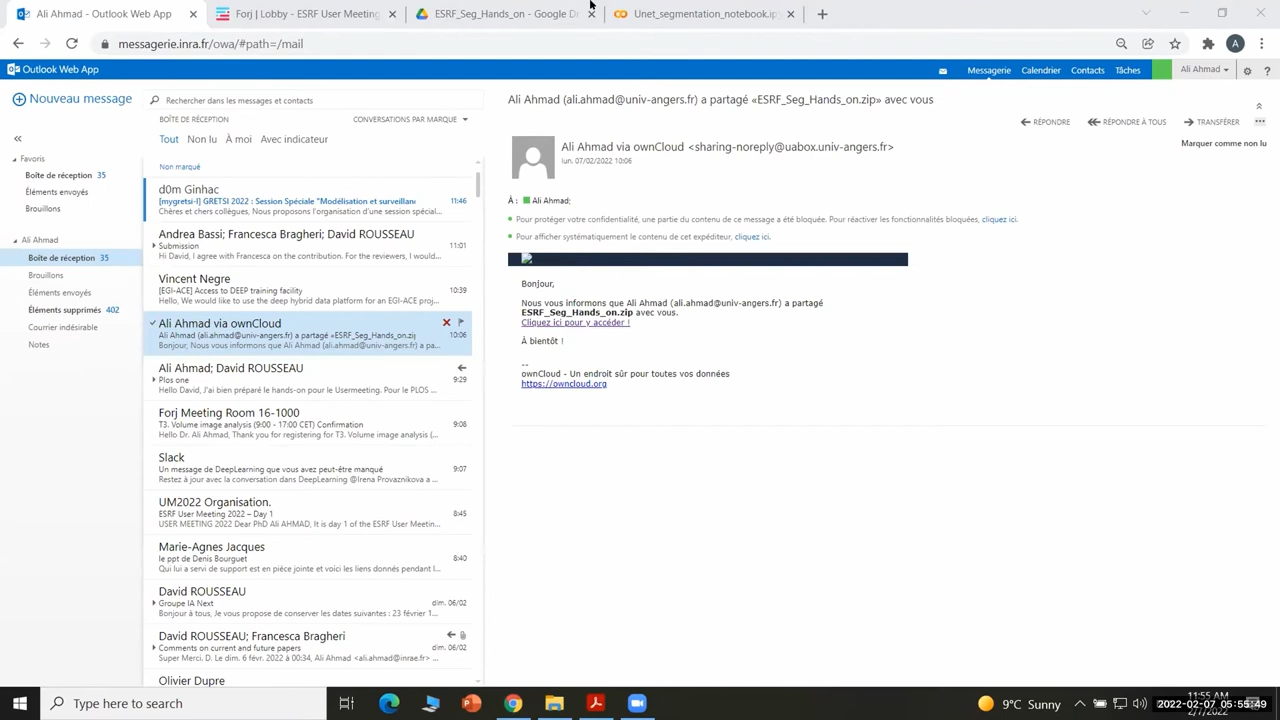 Ali Ahmad - Outlook Web App
Forj | Lobby - ESRF User Meeting
ESRF_Seg_Hands_on - Google Dr
Unet_segmentation_notebook.ip
messagerie.inra.fr/owa/#path=/mail
A
Outlook Web App
Messagerie
Calendrier
Contacts
Tâches
Ali Ahmad
?
Nouveau message
Rechercher dans les messages et contacts
BOÎTE DE RÉCEPTION
CONVERSATIONS PAR MARQUE
Tout Non lu À moi Avec indicateur
Favoris
Boîte de réception 35
Éléments envoyés
Brouillons
Ali Ahmad
Boîte de réception 35
Brouillons
Éléments envoyés
Éléments supprimés 402
Courrier indésirable
Notes
Non marqué
d0m Ginhac
[mygretsi-l] GRETSI 2022 : Session Spéciale "Modélisation et surveillanc 11:46
Chères et chers collègues, Nous proposons l'organisation d'une session spécial...
Andrea Bassi; Francesca Bragheri; David ROUSSEAU
Submission 11:01
Hi David, I agree with Francesca on the contribution. For the reviewers, I would...
Vincent Negre
[EGI-ACE] Access to DEEP training facility 10:39
Hello, We would like to use the deep hybrid data platform for an EGI-ACE proj...
Ali Ahmad via ownCloud
Ali Ahmad (ali.ahmad@univ-angers.fr) a partagé «ESRF_Seg_Hands_on.zip 10:06
Bonjour, Nous vous informons que Ali Ahmad (ali.ahmad@univ-angers.fr) a pa...
Ali Ahmad; David ROUSSEAU
Plos one 9:29
Hello David, J'ai bien préparé le hands-on pour le Usermeeting. Pour le PLOS ...
Forj Meeting Room 16-1000
T3. Volume image analysis (9:00 - 17:00 CET) Confirmation 9:08
Hello Dr. Ali Ahmad, Thank you for registering for T3. Volume image analysis (...
Slack
Un message de DeepLearning que vous avez peut-être manqué 9:07
Restez à jour avec la conversation dans DeepLearning @Irena Provaznikova a ...
UM2022 Organisation.
ESRF User Meeting 2022 – Day 1 8:45
USER MEETING 2022 Dear PhD Ali AHMAD, It is day 1 of the ESRF User Meetin...
Marie-Agnes Jacques
le ppt de Denis Bourguet 8:40
Qui lui a servi de support est en pièce jointe et voici les liens donnés pendant l...
David ROUSSEAU
Groupe IA Next dim. 06/02
Bonjour à tous, Je vous propose de conserver les dates suivantes : 23 février 1...
David ROUSSEAU; Francesca Bragheri
Comments on current and future papers dim. 06/02
Super Merci. D. Le dim. 6 févr. 2022 à 00:34, Ali Ahmad <ali.ahmad@inrae.fr> ...
Olivier Dupre
Ali Ahmad (ali.ahmad@univ-angers.fr) a partagé «ESRF_Seg_Hands_on.zip» avec vous
RÉPONDRE
RÉPONDRE À TOUS
TRANSFÉRER
Marquer comme non lu
Ali Ahmad via ownCloud <sharing-noreply@uabox.univ-angers.fr>
lun. 07/02/2022 10:06
À : Ali Ahmad;
Pour protéger votre confidentialité, une partie du contenu de ce message a été bloquée. Pour réactiver les fonctionnalités bloquées, cliquez ici.
Pour afficher systématiquement le contenu de cet expéditeur, cliquez ici.
Bonjour,
Nous vous informons que Ali Ahmad (ali.ahmad@univ-angers.fr) a partagé
ESRF_Seg_Hands_on.zip avec vous.
Cliquez ici pour y accéder !
À bientôt !
--
ownCloud - Un endroit sûr pour toutes vos données
https://owncloud.org
Type here to search
9°C Sunny
11:55 AM
2022-02-07 05:55:49